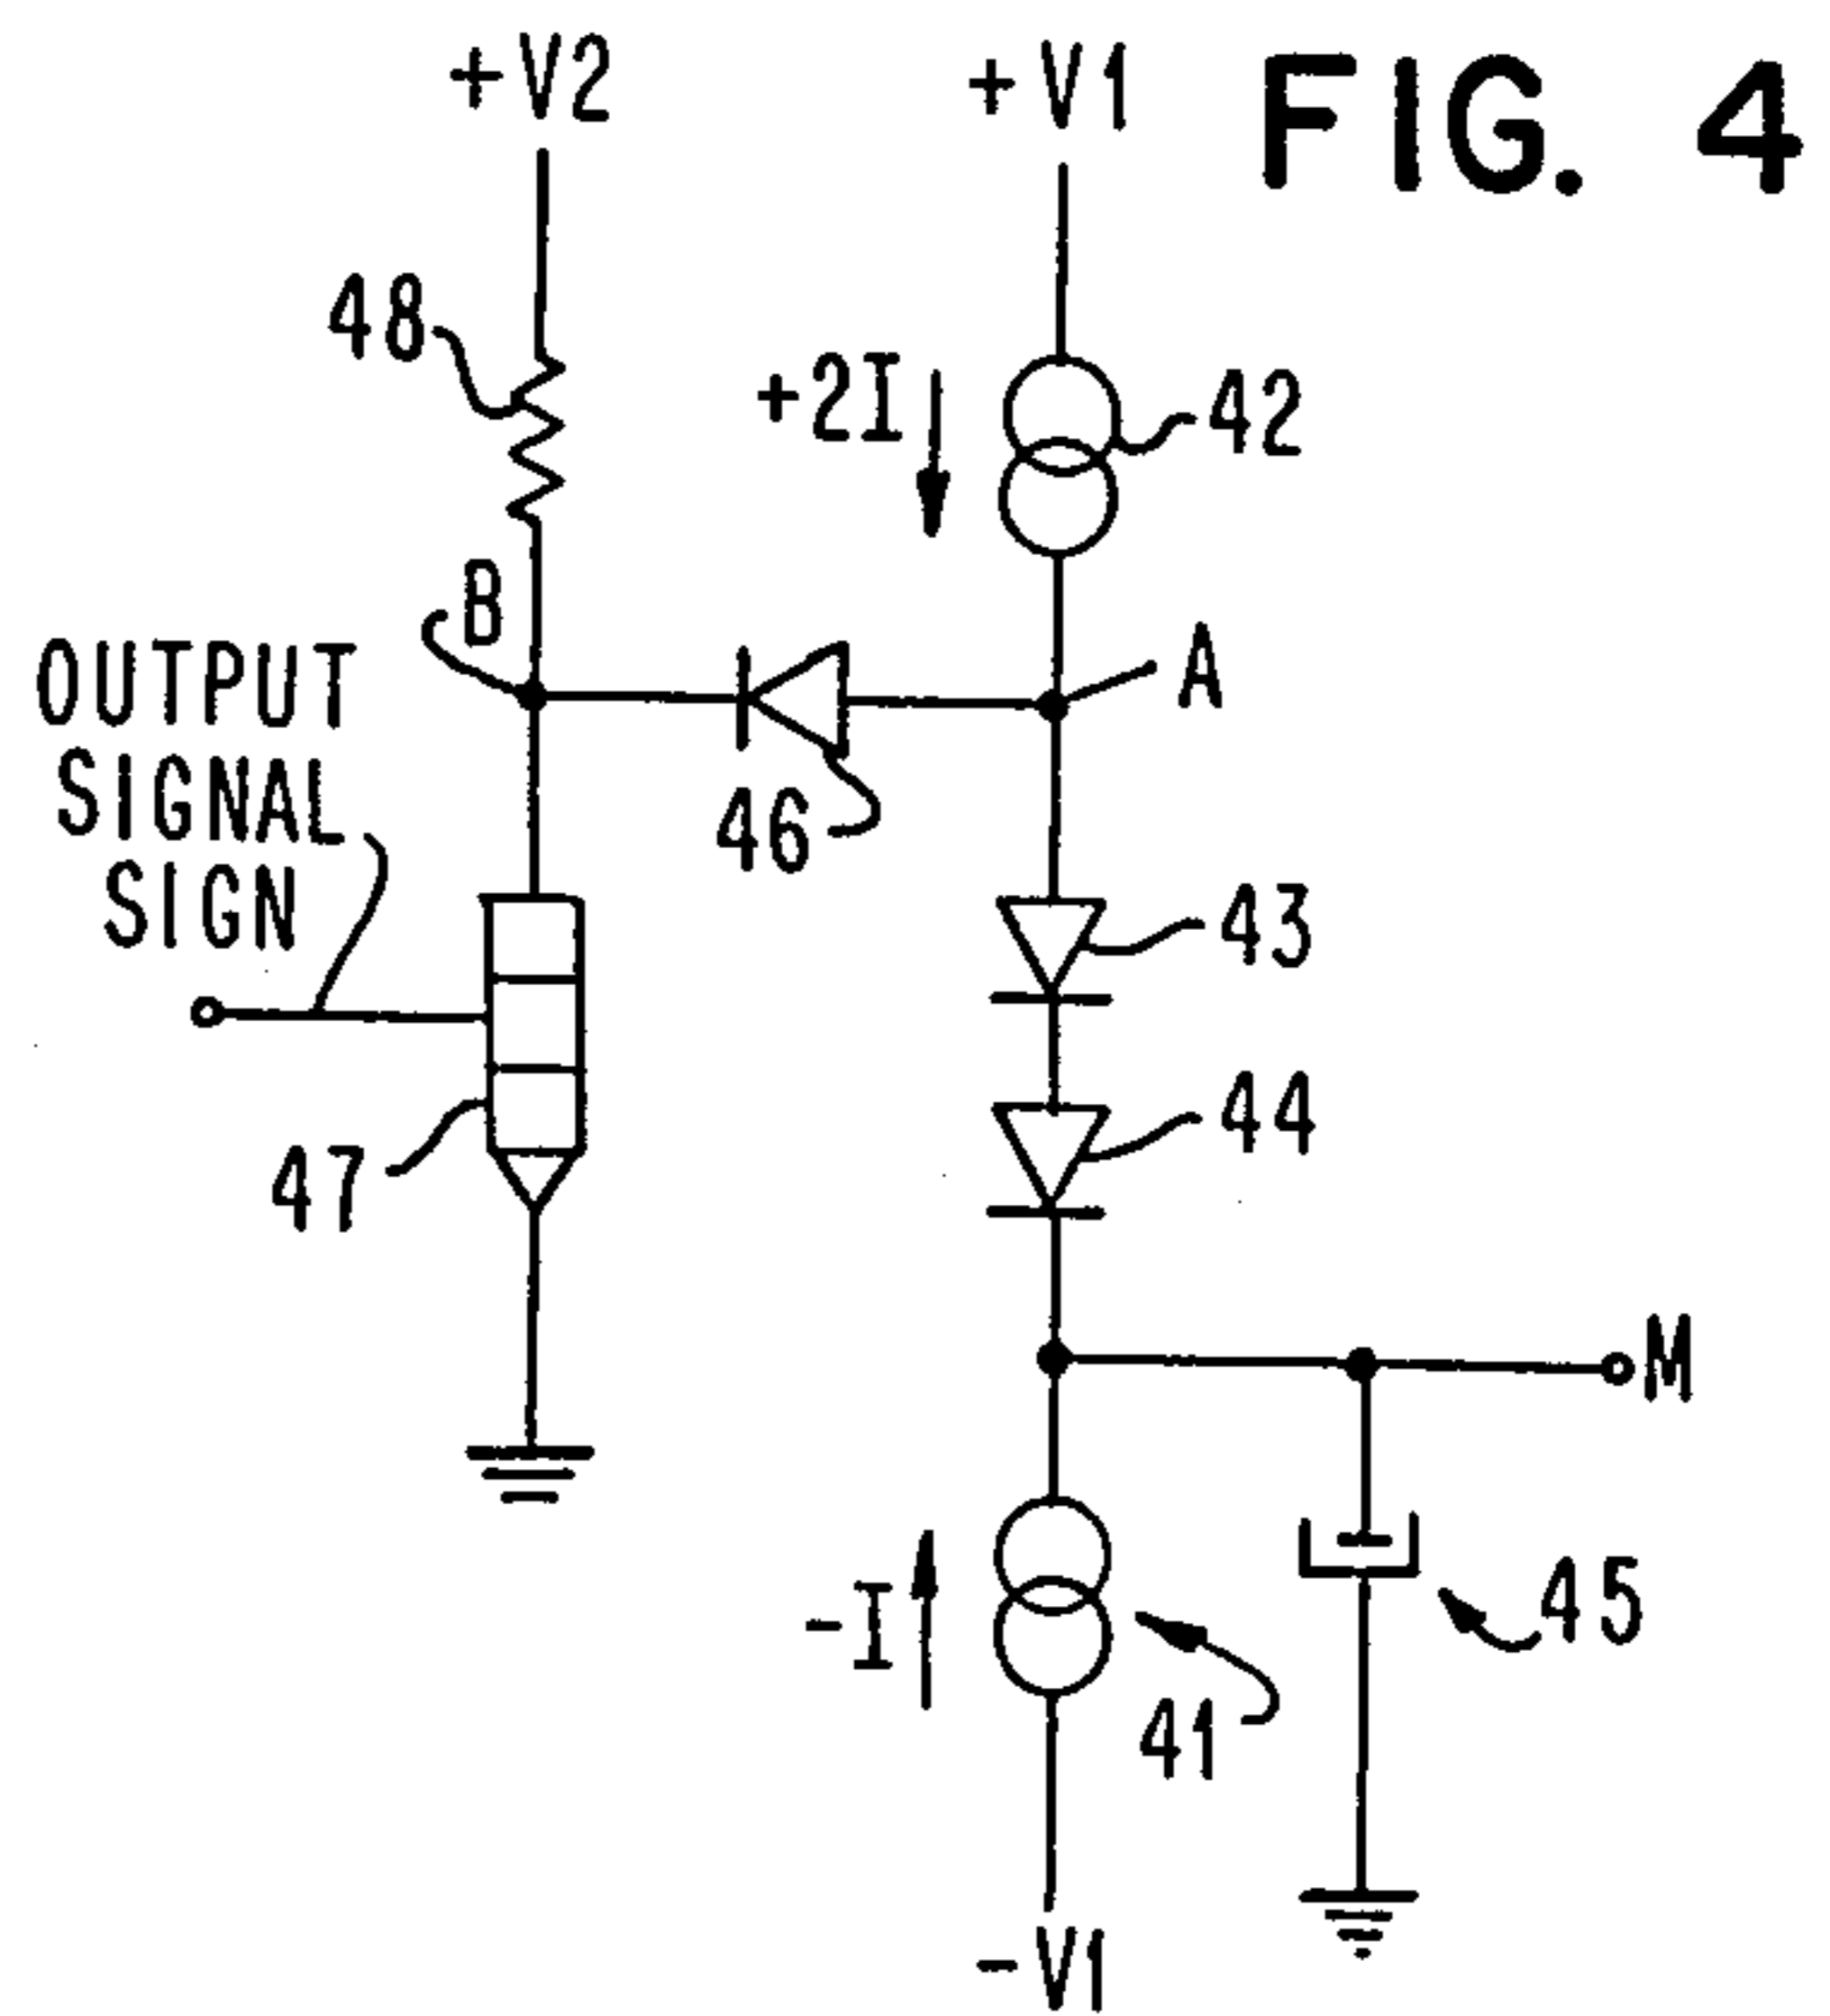 +V2
+V1
FIG. 4
48
+2I
42
B
A
OUTPUT
SIGNAL
SIGN
46
43
44
47
M
-I
45
41
-V1